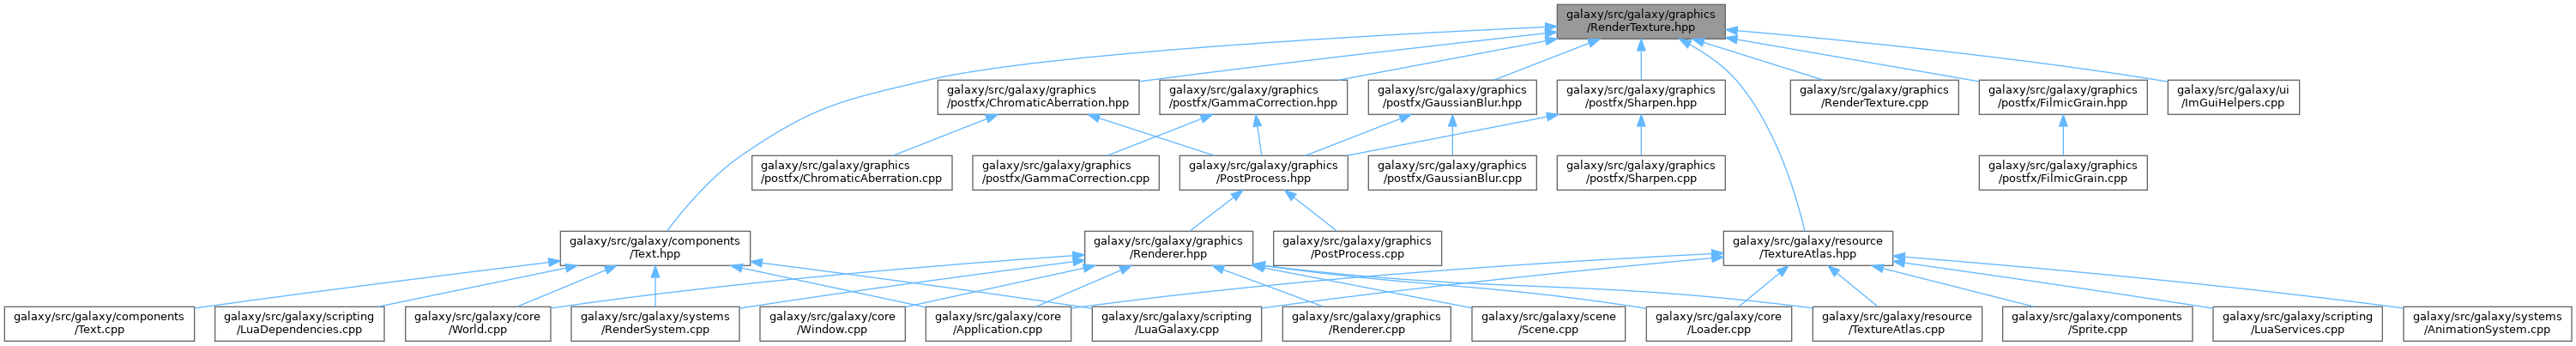 galaxy/src/galaxy/graphics
/RenderTexture.hpp
galaxy/src/galaxy/graphics
/postfx/ChromaticAberration.hpp
galaxy/src/galaxy/graphics
/postfx/GammaCorrection.hpp
galaxy/src/galaxy/graphics
/postfx/GaussianBlur.hpp
galaxy/src/galaxy/graphics
/postfx/Sharpen.hpp
galaxy/src/galaxy/graphics
/RenderTexture.cpp
galaxy/src/galaxy/graphics
/postfx/FilmicGrain.hpp
galaxy/src/galaxy/ui
/ImGuiHelpers.cpp
galaxy/src/galaxy/graphics
/postfx/ChromaticAberration.cpp
galaxy/src/galaxy/graphics
/postfx/GammaCorrection.cpp
galaxy/src/galaxy/graphics
/PostProcess.hpp
galaxy/src/galaxy/graphics
/postfx/GaussianBlur.cpp
galaxy/src/galaxy/graphics
/postfx/Sharpen.cpp
galaxy/src/galaxy/graphics
/postfx/FilmicGrain.cpp
galaxy/src/galaxy/components
/Text.hpp
galaxy/src/galaxy/graphics
/Renderer.hpp
galaxy/src/galaxy/graphics
/PostProcess.cpp
galaxy/src/galaxy/resource
/TextureAtlas.hpp
galaxy/src/galaxy/components
/Text.cpp
galaxy/src/galaxy/scripting
/LuaDependencies.cpp
galaxy/src/galaxy/core
/World.cpp
galaxy/src/galaxy/systems
/RenderSystem.cpp
galaxy/src/galaxy/core
/Window.cpp
galaxy/src/galaxy/core
/Application.cpp
galaxy/src/galaxy/scripting
/LuaGalaxy.cpp
galaxy/src/galaxy/graphics
/Renderer.cpp
galaxy/src/galaxy/scene
/Scene.cpp
galaxy/src/galaxy/core
/Loader.cpp
galaxy/src/galaxy/resource
/TextureAtlas.cpp
galaxy/src/galaxy/components
/Sprite.cpp
galaxy/src/galaxy/scripting
/LuaServices.cpp
galaxy/src/galaxy/systems
/AnimationSystem.cpp